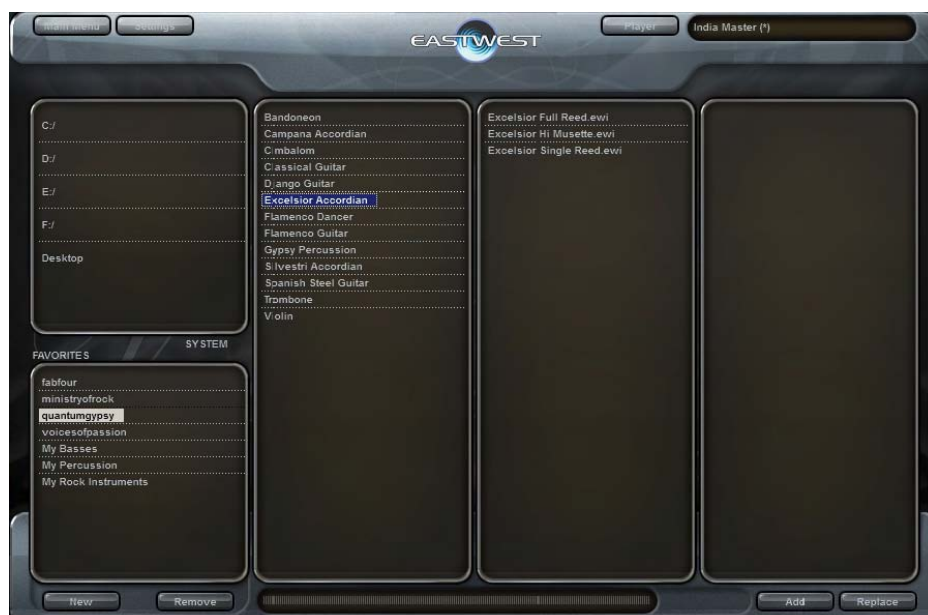 Main Menu
Settings
EASTWEST
Player
India Master (*)
C:/
D:/
E:/
F:/
Desktop
SYSTEM
FAVORITES
fabfour
ministryofrock
quantumgypsy
voicesofpassion
My Basses
My Percussion
My Rock Instruments
Bandoneon
Campana Accordian
Cimbalom
Classical Guitar
Django Guitar
Excelsior Accordian
Flamenco Dancer
Flamenco Guitar
Gypsy Percussion
Silvestri Accordian
Spanish Steel Guitar
Trombone
Violin
Excelsior Full Reed.ewi
Excelsior Hi Musette.ewi
Excelsior Single Reed.ewi
New
Remove
Add
Replace